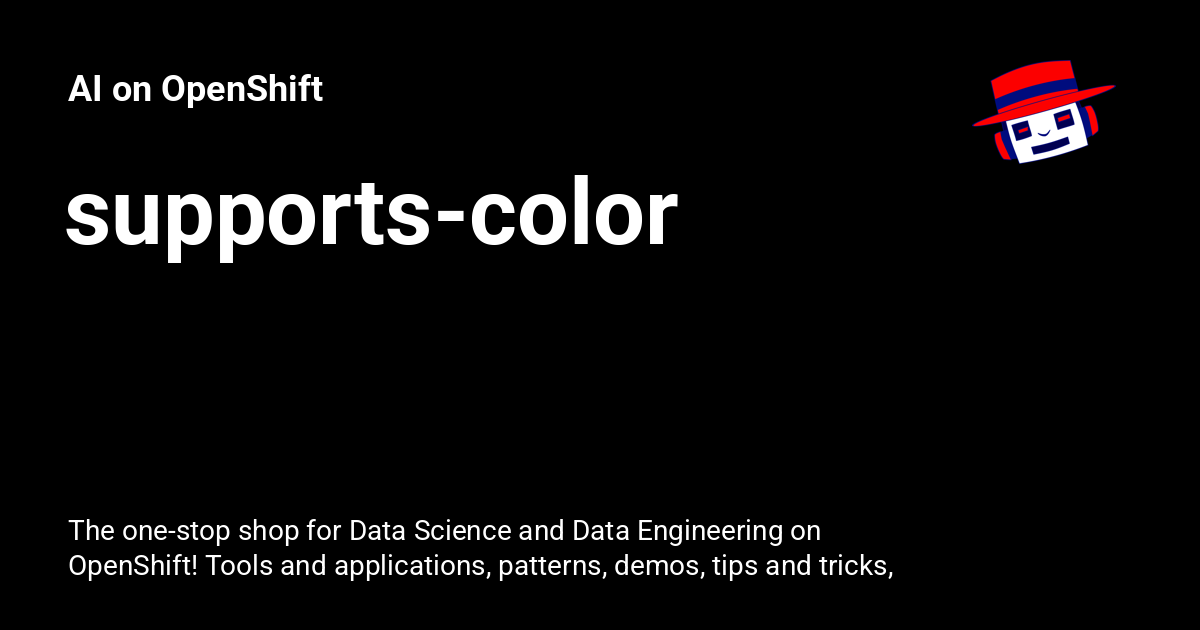 AI on OpenShift
supports-color
The one-stop shop for Data Science and Data Engineering on
OpenShift! Tools and applications, patterns, demos, tips and tricks,